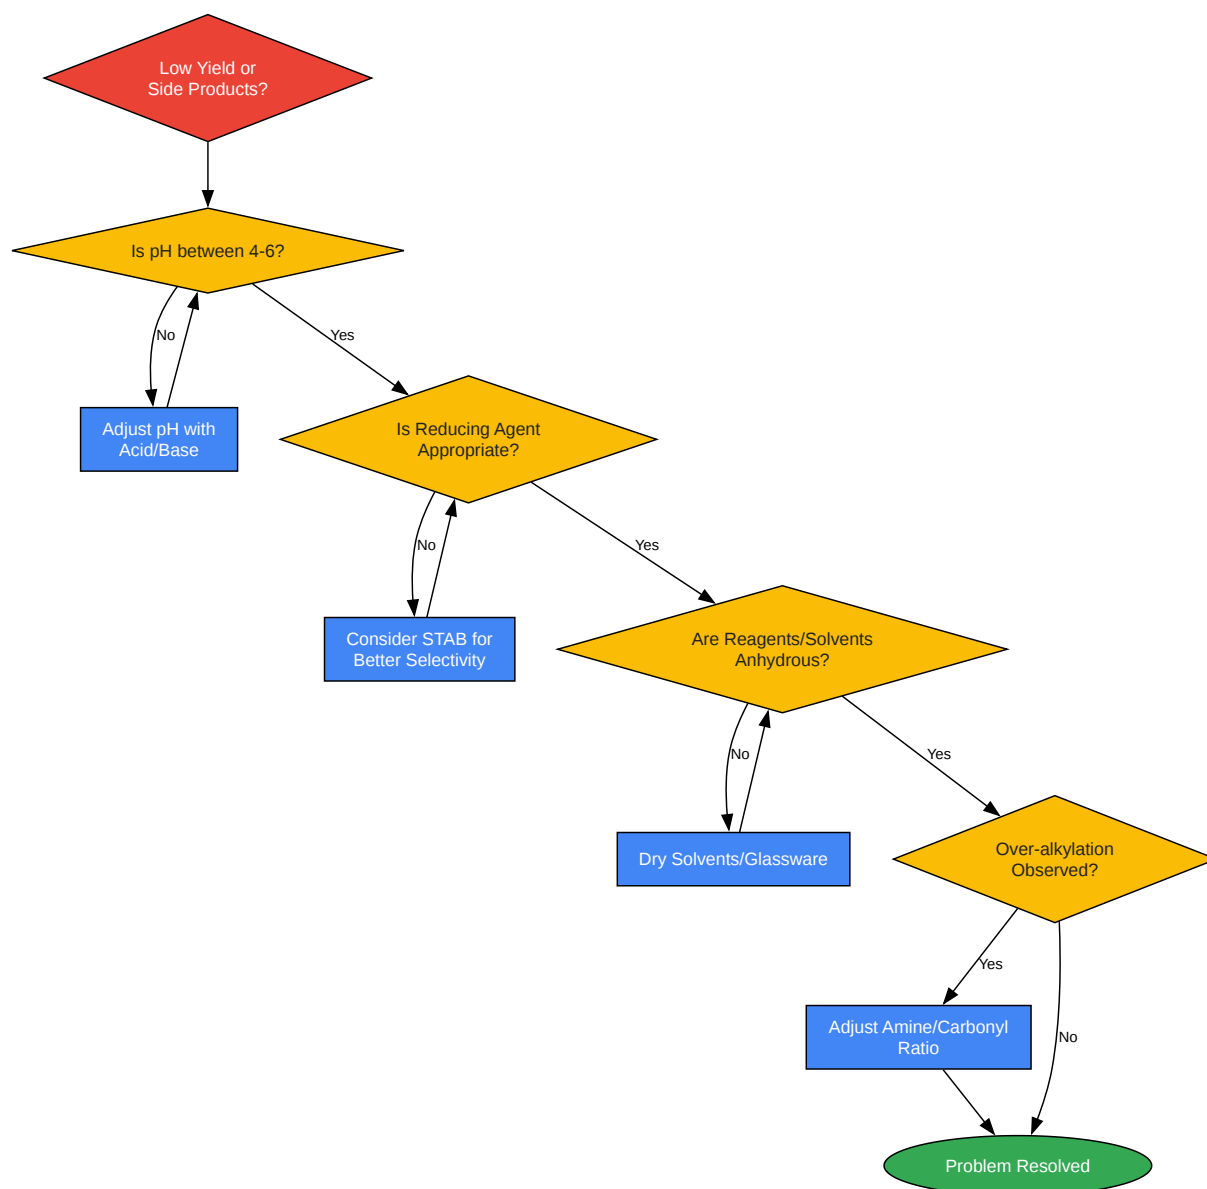 Low Yield or
Side Products?
Is pH between 4-6?
No
Yes
Adjust pH with
Acid/Base
Is Reducing Agent
Appropriate?
No
Yes
Consider STAB for
Better Selectivity
Are Reagents/Solvents
Anhydrous?
No
Yes
Dry Solvents/Glassware
Over-alkylation
Observed?
Yes
No
Adjust Amine/Carbonyl
Ratio
Problem Resolved